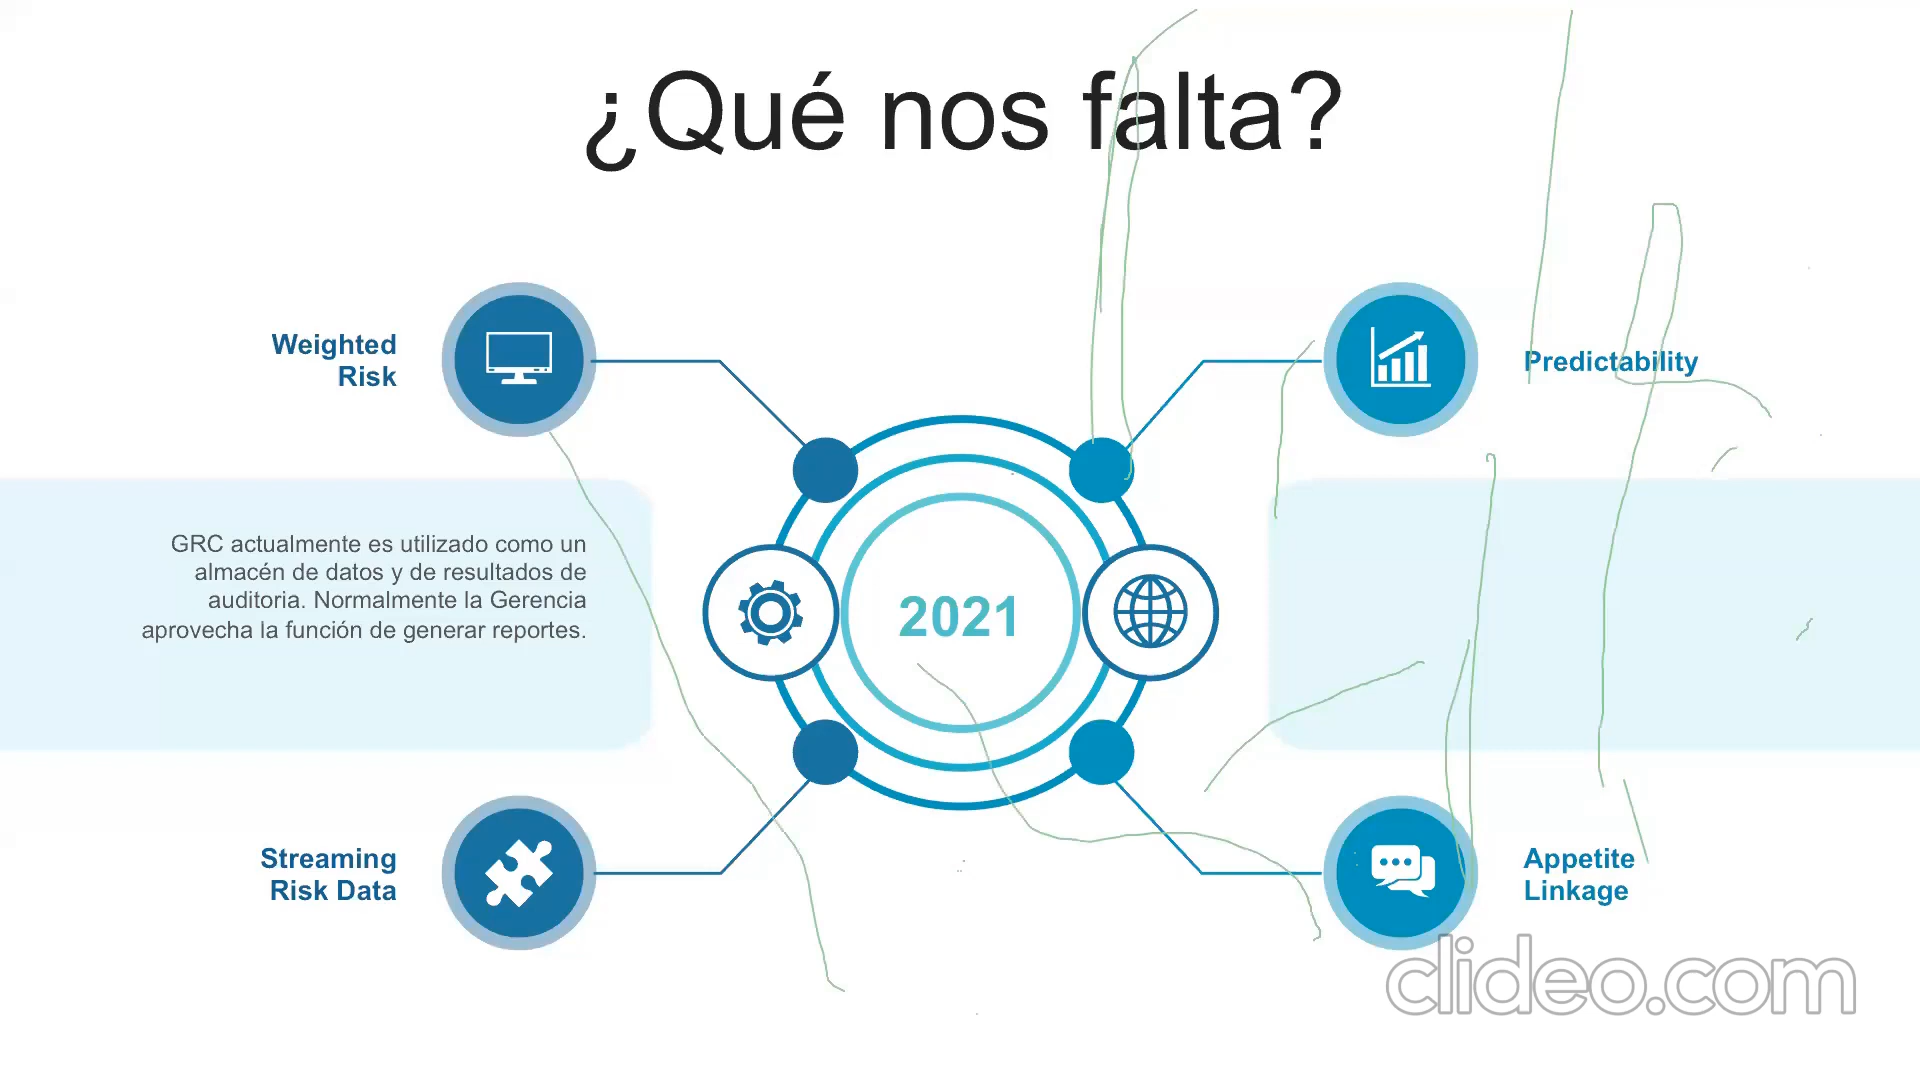 ¿Qué nos falta?
Weighted
Risk
Predictability
GRC actualmente es utilizado como un
almacén de datos y de resultados de
auditoria. Normalmente la Gerencia
aprovecha la función de generar reportes.
2021
Streaming
Risk Data
Appetite
Linkage
clideo.com